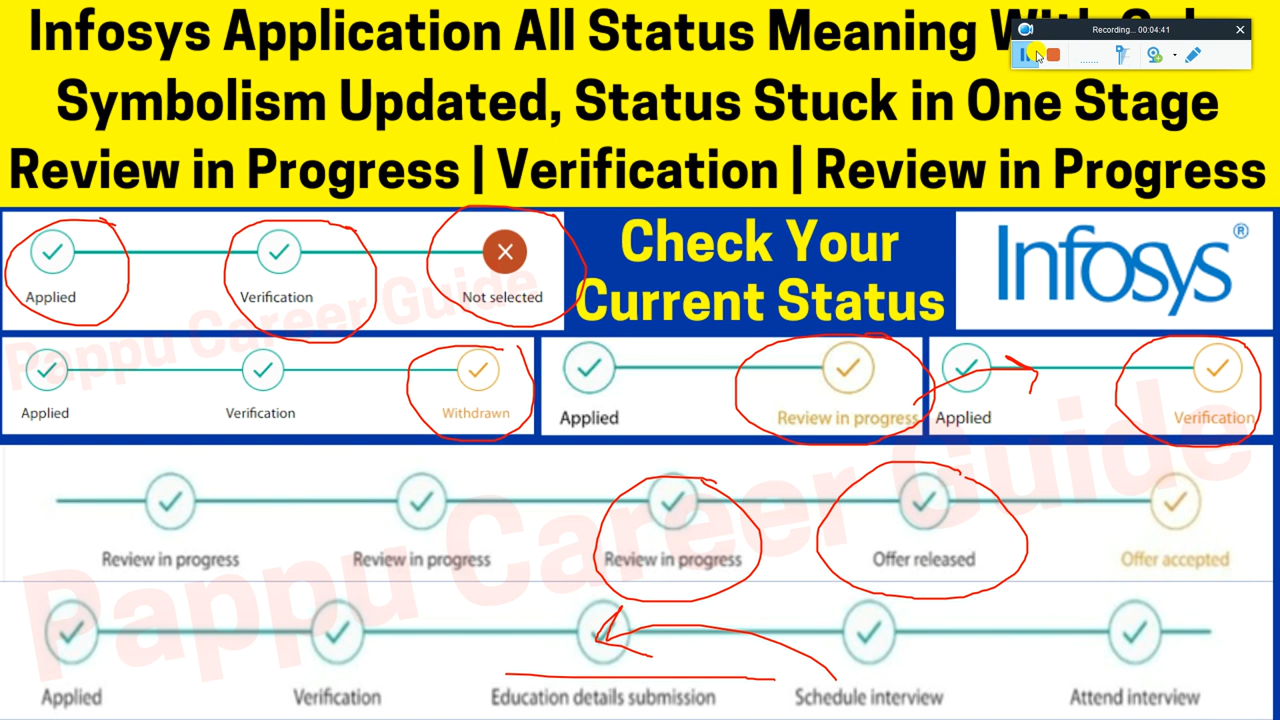 Infosys Application All Status Meaning
Recording... 00:04:41
Symbolism Updated, Status Stuck in One Stage
Review in Progress | Verification | Review in Progress
Applied Verification Not selected
Check Your
Current Status
Infosys®
Applied Verification Withdrawn
Applied Review in progress
Applied Verification
Pappu Career Guide
Review in progress Review in progress Review in progress Offer released Offer accepted
Pappu Career Guide
Applied Verification Education details submission Schedule interview Attend interview